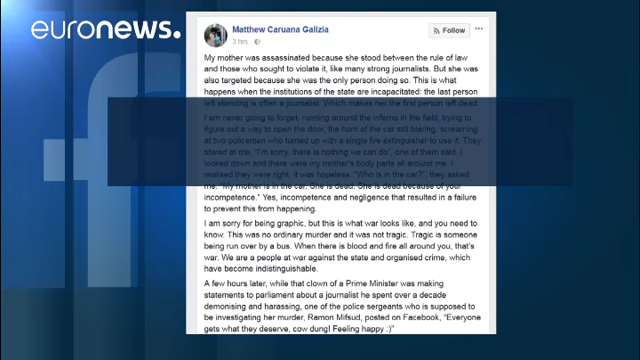 euronews.
Matthew Caruana Galizia
Follow
3 hrs
My mother was assassinated because she stood between the rule of law
and those who sought to violate it, like many strong journalists. But she was
also targeted because she was the only person doing so. This is what
happens when the institutions of the state are incapacitated: the last person
left standing is often a journalist. Which makes her the first person left dead.
I am never going to forget, running around the inferno in the field, trying to
figure out a way to open the door, the horn of the car still blaring, screaming
at two policemen who turned up with a single fire extinguisher to use it. They
stared at me. "I'm sorry, there is nothing we can do", one of them said. I
looked down and there were my mother's body parts all around me. I
realised they were right, it was hopeless. "Who is in the car?", they asked
me. "My mother is in the car. She is dead. She is dead because of your
incompetence." Yes, incompetence and negligence that resulted in a failure
to prevent this from happening.
I am sorry for being graphic, but this is what war looks like, and you need to
know. This was no ordinary murder and it was not tragic. Tragic is someone
being run over by a bus. When there is blood and fire all around you, that's
war. We are a people at war against the state and organised crime, which
have become indistinguishable.
A few hours later, while that clown of a Prime Minister was making
statements to parliament about a journalist he spent over a decade
demonising and harassing, one of the police sergeants who is supposed to
be investigating her murder, Ramon Mifsud, posted on Facebook, "Everyone
gets what they deserve, cow dung! Feeling happy :)"